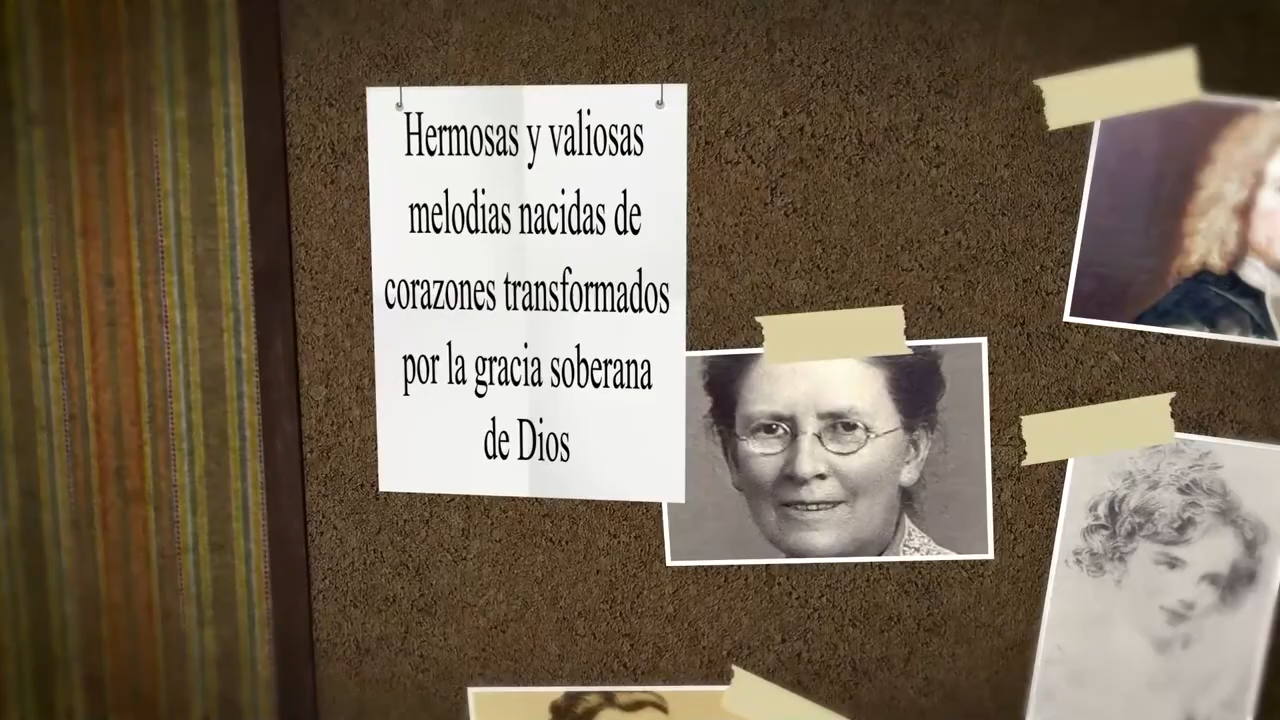 Hermosas y valiosas
melodias nacidas de
corazones transformados
por la gracia soberana
de Dios